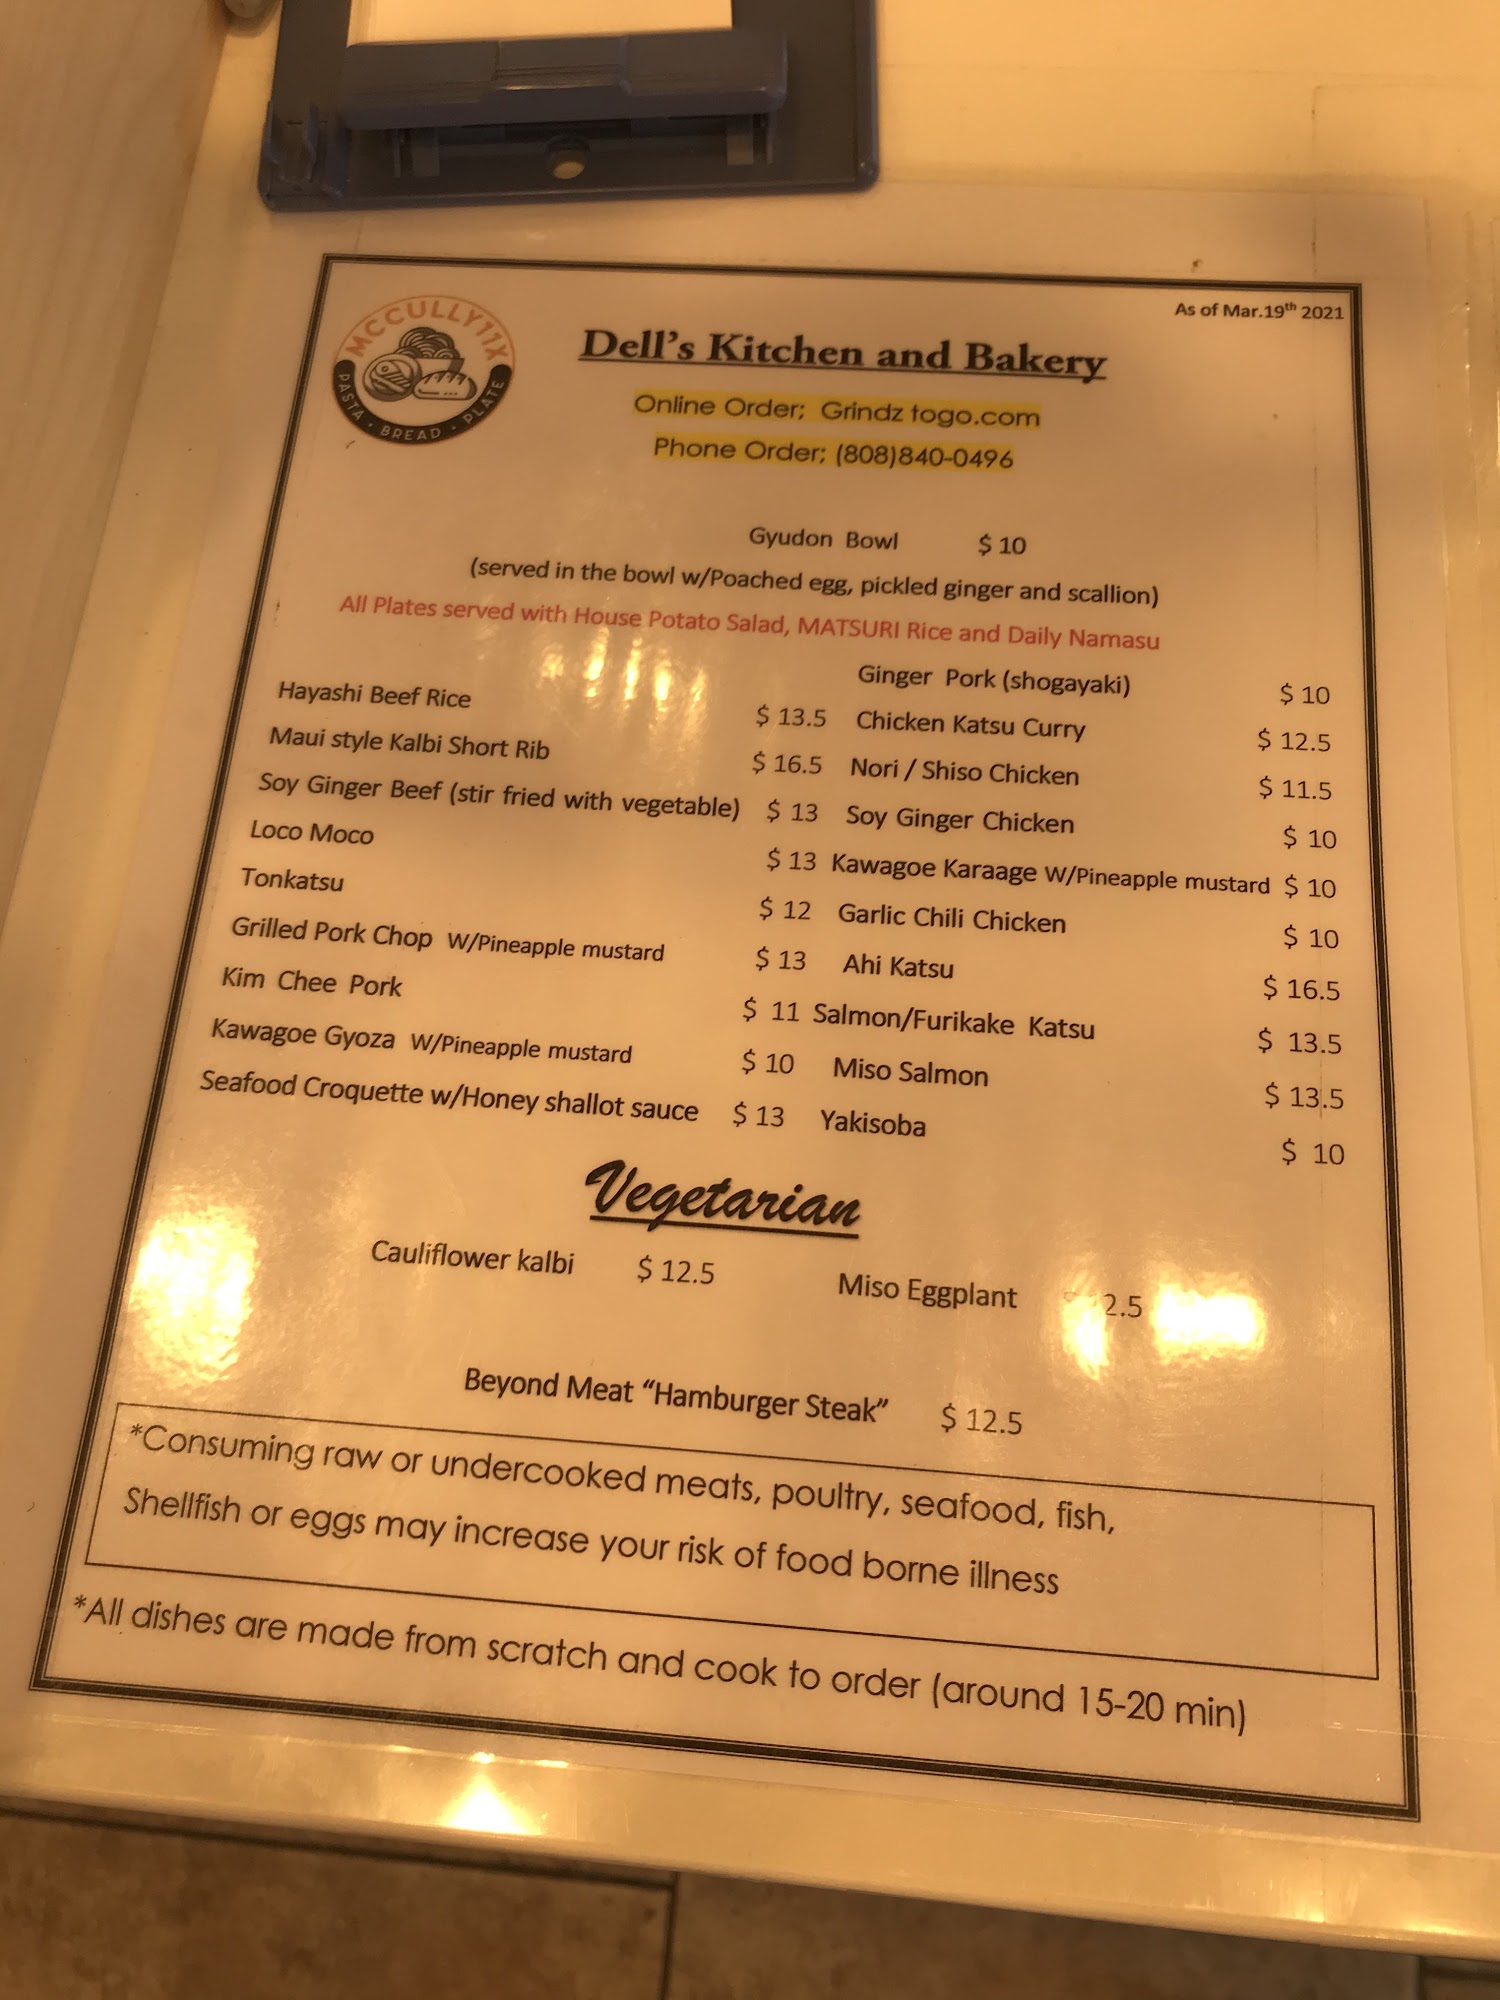 MCCULLY11X
PASTA · BREAD · PLATE
As of Mar.19th 2021
Dell's Kitchen and Bakery
Online Order; Grindz togo.com
Phone Order; (808)840-0496
Gyudon Bowl $ 10
(served in the bowl w/Poached egg, pickled ginger and scallion)
All Plates served with House Potato Salad, MATSURI Rice and Daily Namasu
Ginger Pork (shogayaki) $ 10
Hayashi Beef Rice $ 13.5 Chicken Katsu Curry $ 12.5
Maui style Kalbi Short Rib $ 16.5 Nori / Shiso Chicken $ 11.5
Soy Ginger Beef (stir fried with vegetable) $ 13 Soy Ginger Chicken $ 10
Loco Moco $ 13 Kawagoe Karaage W/Pineapple mustard $ 10
Tonkatsu $ 12 Garlic Chili Chicken $ 10
Grilled Pork Chop W/Pineapple mustard $ 13 Ahi Katsu $ 16.5
Kim Chee Pork $ 11 Salmon/Furikake Katsu $ 13.5
Kawagoe Gyoza W/Pineapple mustard $ 10 Miso Salmon $ 13.5
Seafood Croquette w/Honey shallot sauce $ 13 Yakisoba $ 10
Vegetarian
Cauliflower kalbi $ 12.5 Miso Eggplant
Beyond Meat “Hamburger Steak” $ 12.5
*Consuming raw or undercooked meats, poultry, seafood, fish,
Shellfish or eggs may increase your risk of food borne illness
*All dishes are made from scratch and cook to order (around 15-20 min)